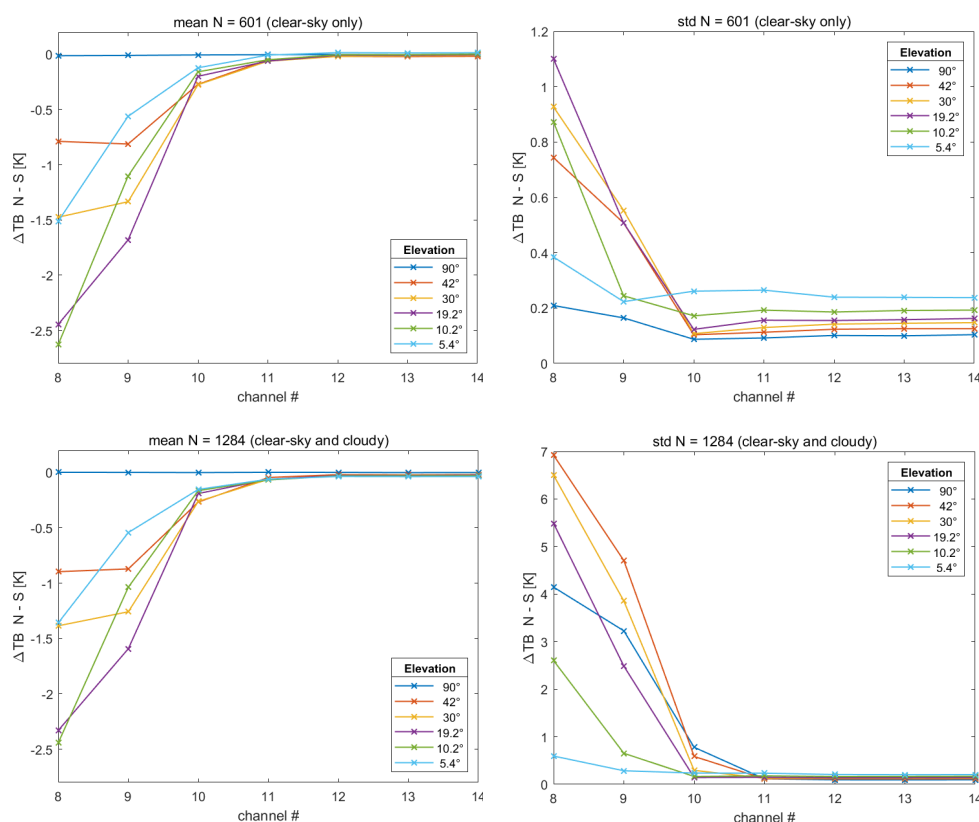 mean N = 601 (clear-sky only)
0
-0.5
-1
-1.5
-2
-2.5
ΔTB N - S [K]
8 9 10 11 12 13 14
channel #
Elevation
90°
42°
30°
19.2°
10.2°
5.4°
std N = 601 (clear-sky only)
1.2
1
0.8
0.6
0.4
0.2
0
ΔTB N - S [K]
8 9 10 11 12 13 14
channel #
Elevation
90°
42°
30°
19.2°
10.2°
5.4°
mean N = 1284 (clear-sky and cloudy)
0
-0.5
-1
-1.5
-2
-2.5
ΔTB N - S [K]
8 9 10 11 12 13 14
channel #
Elevation
90°
42°
30°
19.2°
10.2°
5.4°
std N = 1284 (clear-sky and cloudy)
7
6
5
4
3
2
1
0
ΔTB N - S [K]
8 9 10 11 12 13 14
channel #
Elevation
90°
42°
30°
19.2°
10.2°
5.4°